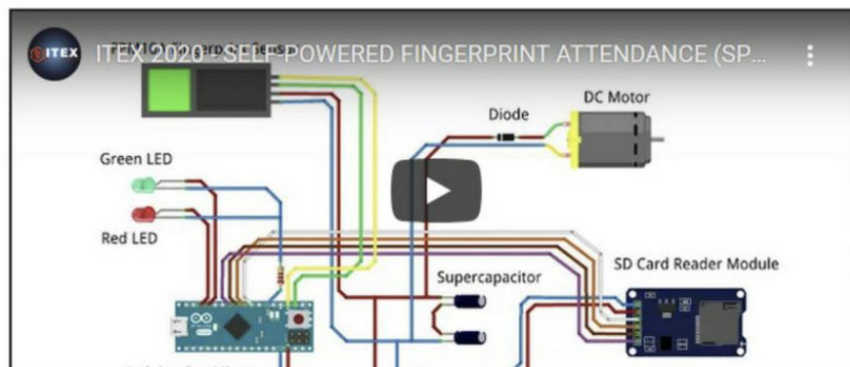 ITEX
ITEX 2020 - SELF-POWERED FINGERPRINT ATTENDANCE (SP...
DC Motor
Diode
Green LED
Red LED
Supercapacitor
SD Card Reader Module